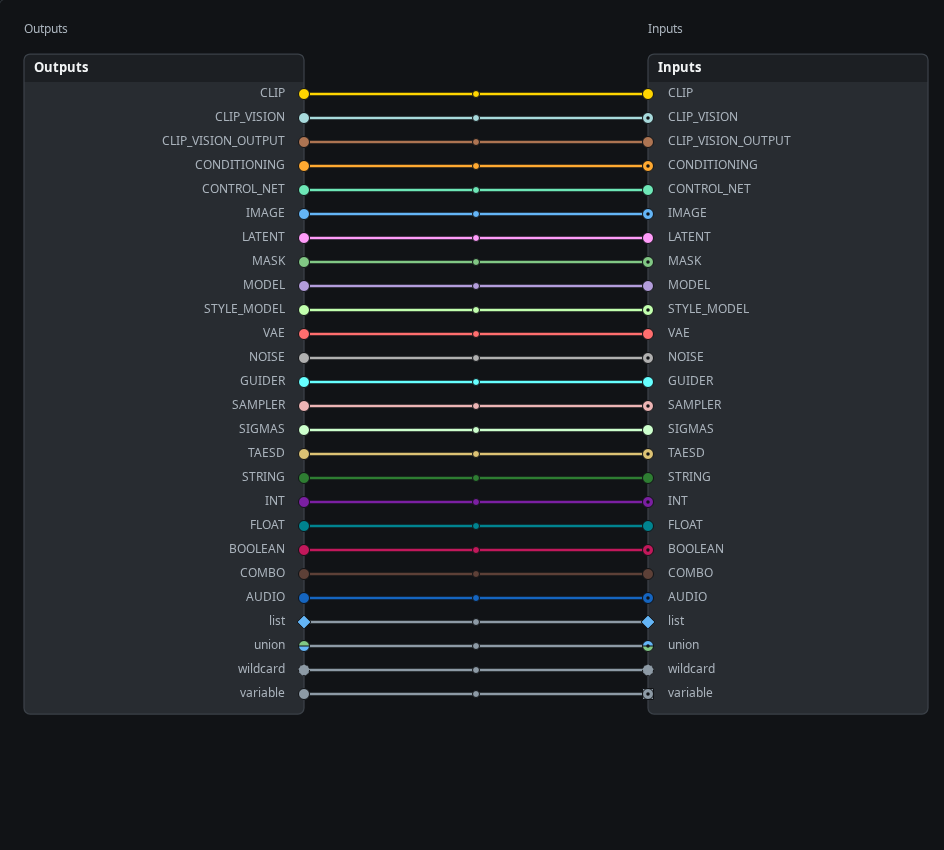 Outputs
Inputs
Outputs
Inputs
CLIP
CLIP
CLIP_VISION
CLIP_VISION
CLIP_VISION_OUTPUT
CLIP_VISION_OUTPUT
CONDITIONING
CONDITIONING
CONTROL_NET
CONTROL_NET
IMAGE
IMAGE
LATENT
LATENT
MASK
MASK
MODEL
MODEL
STYLE_MODEL
STYLE_MODEL
VAE
VAE
NOISE
NOISE
GUIDER
GUIDER
SAMPLER
SAMPLER
SIGMAS
SIGMAS
TAESD
TAESD
STRING
STRING
INT
INT
FLOAT
FLOAT
BOOLEAN
BOOLEAN
COMBO
COMBO
AUDIO
AUDIO
list
list
union
union
wildcard
wildcard
variable
variable